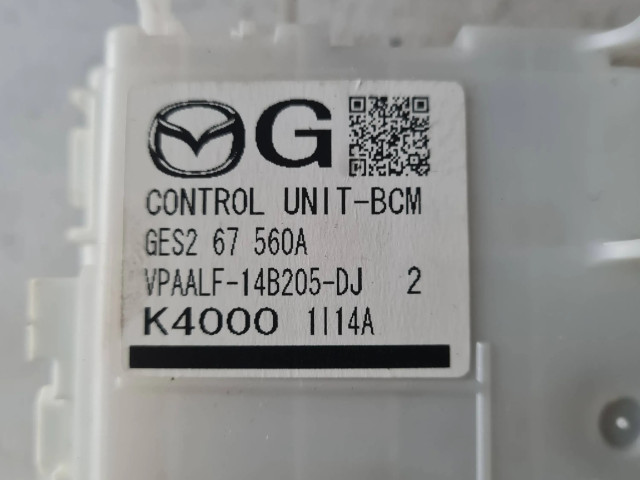 G
CONTROL UNIT-BCM
GES2 67 560A
VPAALF-14B205-DJ 2
K4000 1I14A